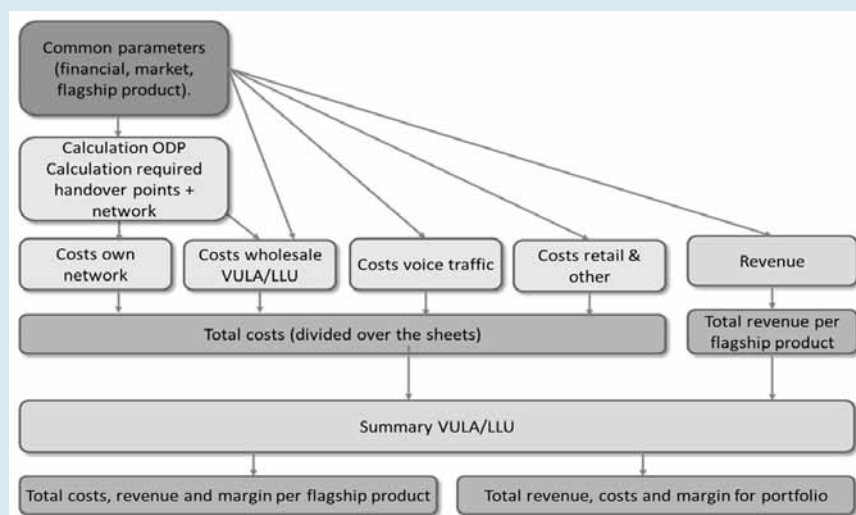 Common parameters
(financial, market,
flagship product).
Calculation ODP
Calculation required
handover points +
network
Costs own
network
Costs wholesale
VULA/LLU
Costs voice traffic
Costs retail &
other
Revenue
Total costs (divided over the sheets)
Total revenue per
flagship product
Summary VULA/LLU
Total costs, revenue and margin per flagship product
Total revenue, costs and margin for portfolio